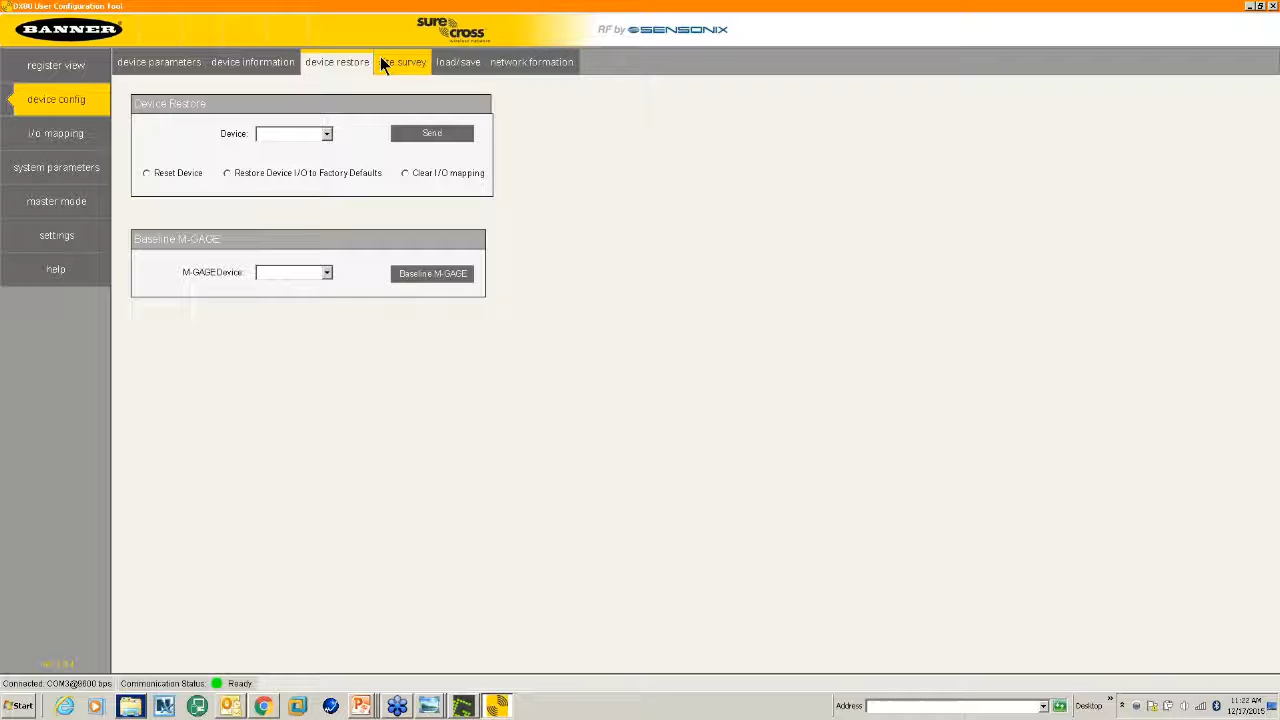 DX80 User Configuration Tool
BANNER
sure cross
wireless network
RF by SENSONIX
register view
device config
i/o mapping
system parameters
master mode
settings
help
device parameters
device information
device restore
survey
load/save
network formation
Device Restore
Device:
Send
Reset Device
Restore Device I/O to Factory Defaults
Clear I/O mapping
Baseline M-GAGE
M-GAGE Device:
Baseline M-GAGE
Connected: COM3@9600 bps
Communication Status:
Ready
Start
Address
Desktop
11:22 AM
12/17/2015